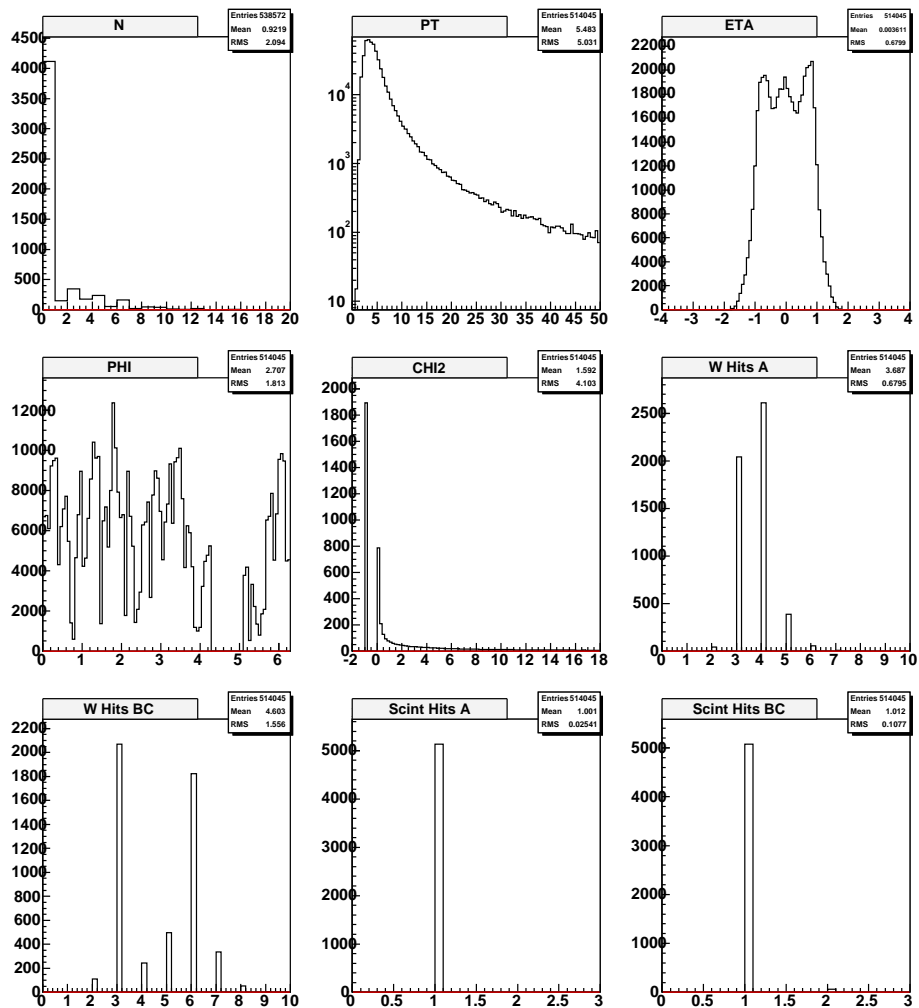 N
Entries 538572
Mean 0.9219
RMS 2.094
4500
4000
3500
3000
2500
2000
1500
1000
500
0
0 2 4 6 8 10 12 14 16 18 20
PT
Entries 514045
Mean 5.483
RMS 5.031
10^4
10^3
10^2
10
0 5 10 15 20 25 30 35 40 45 50
ETA
Entries 514045
Mean 0.003611
RMS 0.6799
22000
20000
18000
16000
14000
12000
10000
8000
6000
4000
2000
0
-4 -3 -2 -1 0 1 2 3 4
PHI
Entries 514045
Mean 2.707
RMS 1.813
12000
10000
8000
6000
4000
2000
0
0 1 2 3 4 5 6
CHI2
Entries 514045
Mean 1.592
RMS 4.103
2000
1800
1600
1400
1200
1000
800
600
400
200
0
-2 0 2 4 6 8 10 12 14 16 18
W Hits A
Entries 514045
Mean 3.687
RMS 0.6795
2500
2000
1500
1000
500
0
0 1 2 3 4 5 6 7 8 9 10
W Hits BC
Entries 514045
Mean 4.603
RMS 1.556
2200
2000
1800
1600
1400
1200
1000
800
600
400
200
0
0 1 2 3 4 5 6 7 8 9 10
Scint Hits A
Entries 514045
Mean 1.001
RMS 0.02541
5000
4000
3000
2000
1000
0
0 0.5 1 1.5 2 2.5 3
Scint Hits BC
Entries 514045
Mean 1.012
RMS 0.1077
5000
4000
3000
2000
1000
0
0 0.5 1 1.5 2 2.5 3